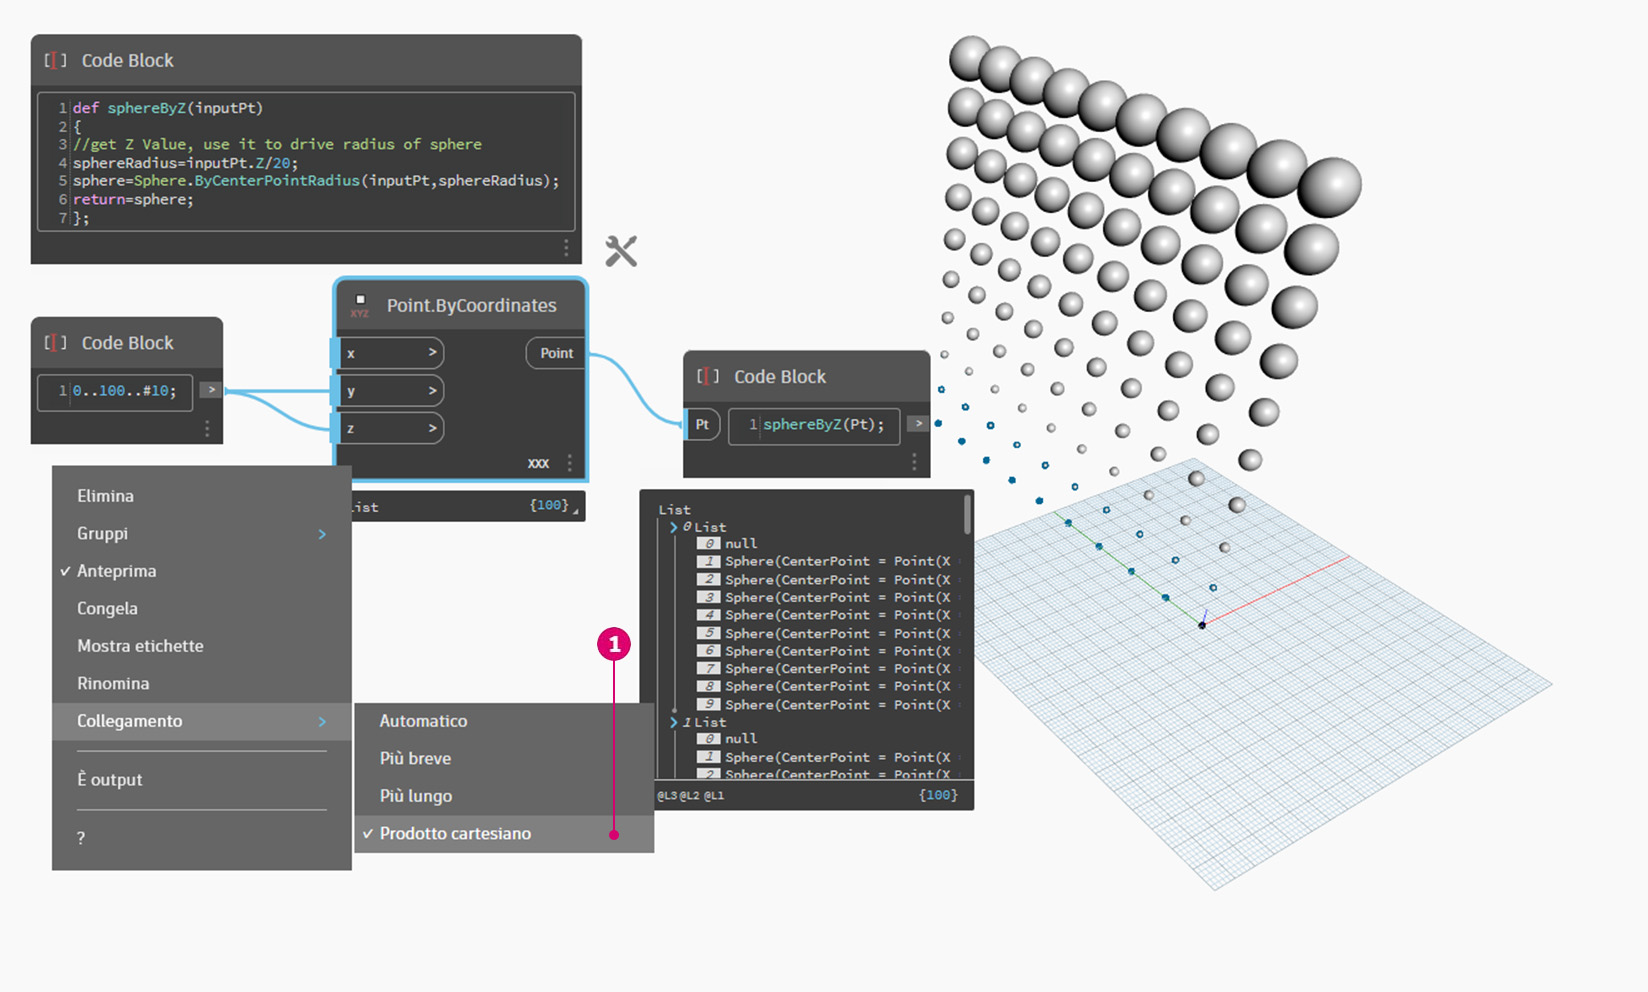 [I] Code Block
1 def sphereByZ(inputPt)
2 {
3 //get Z Value, use it to drive radius of sphere
4 sphereRadius=inputPt.Z/20;
5 sphere=Sphere.ByCenterPointRadius(inputPt,sphereRadius);
6 return=sphere;
7 };
XYZ
Point.ByCoordinates
x >
Point
y >
z >
XXX
List {100}
[I] Code Block
1 0..100..#10; >
[I] Code Block
Pt
1 sphereByZ(Pt); >
Elimina
Gruppi >
✓ Anteprima
Congela
Mostra etichette
Rinomina
Collegamento >
È output
?
Automatico
Più breve
Più lungo
✓ Prodotto cartesiano
1
List
0 List
0 null
1 Sphere(CenterPoint = Point(X
2 Sphere(CenterPoint = Point(X
3 Sphere(CenterPoint = Point(X
4 Sphere(CenterPoint = Point(X
5 Sphere(CenterPoint = Point(X
6 Sphere(CenterPoint = Point(X
7 Sphere(CenterPoint = Point(X
8 Sphere(CenterPoint = Point(X
9 Sphere(CenterPoint = Point(X
1 List
0 null
1 Sphere(CenterPoint = Point(X
2 Sphere(CenterPoint = Point(X
@L3 @L2 @L1 {100}